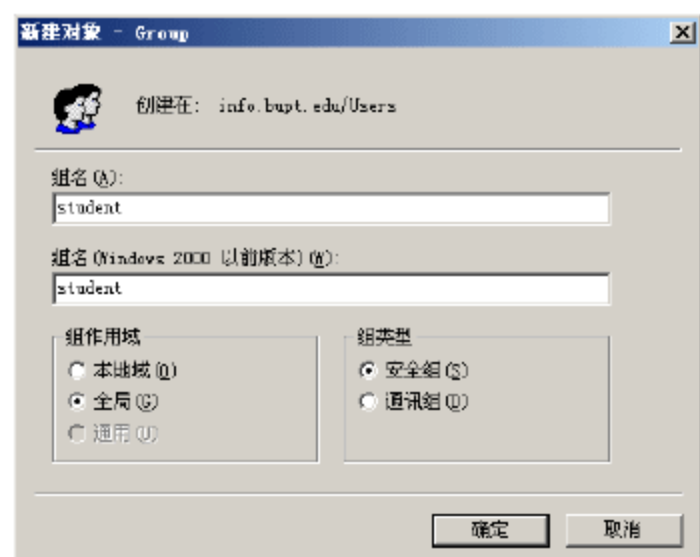 新建对象 - Group
创建在: info.bupt.edu/Users
组名(A):
student
组名(Windows 2000 以前版本)(W):
student
组作用域
本地域(O)
全局(G)
通用(U)
组类型
安全组(S)
通讯组(D)
确定
取消